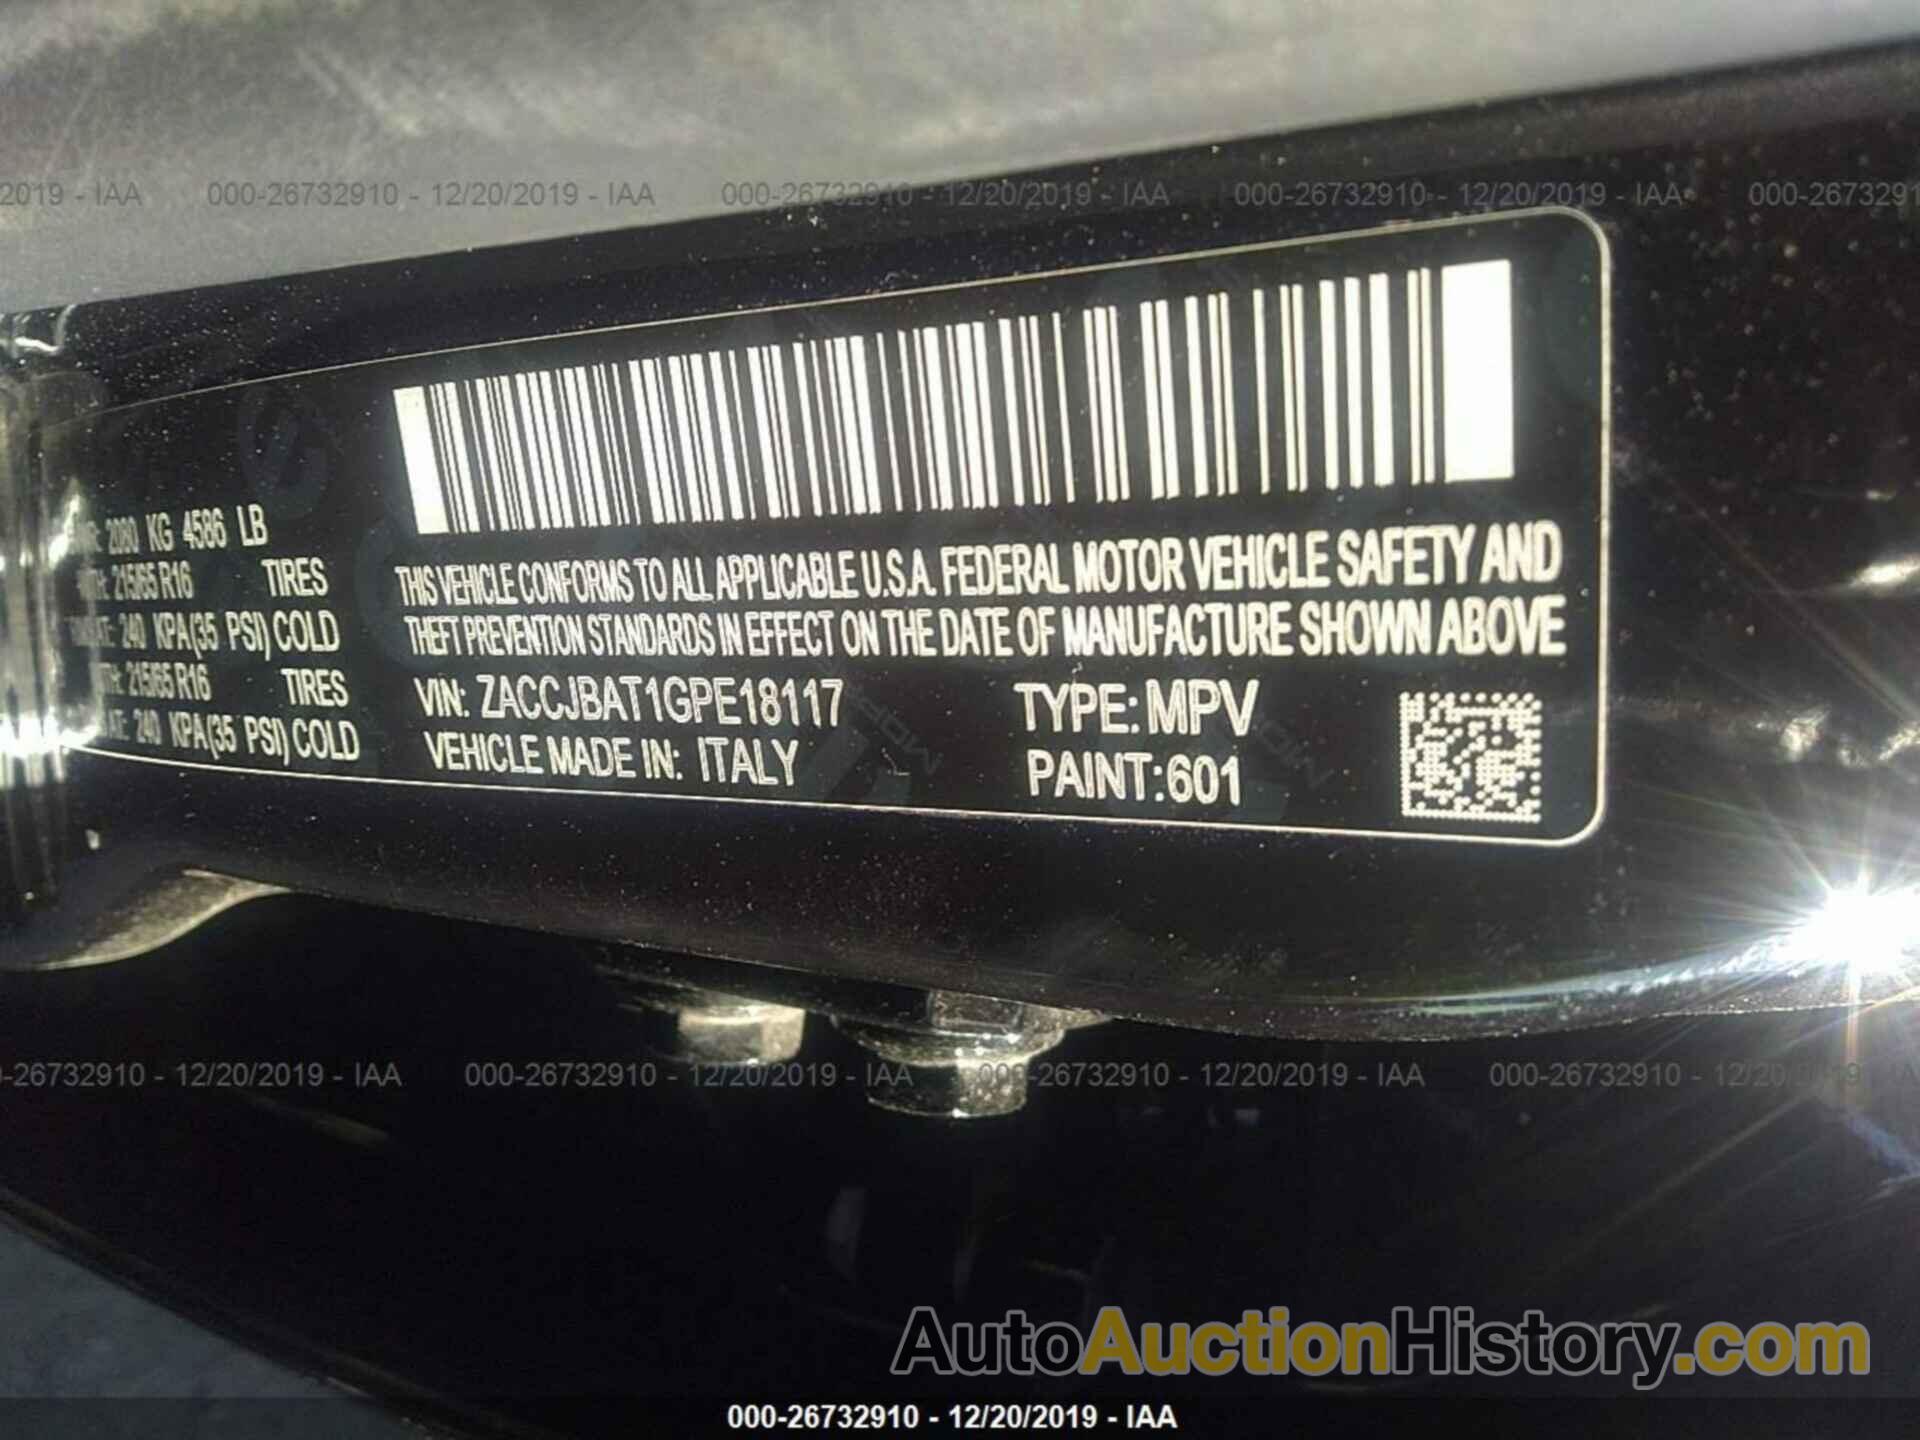 2019 - IAA 000-26732910 - 12/20/2019 - IAA 000-26732910 - 12/20/2019 - IAA 000-26732910 - 12/20/2019 - IAA 000-2673291
2080 KG 4586 LB
215/65 R16 TIRES
240 KPA(35 PSI) COLD
215/65 R16 TIRES
240 KPA(35 PSI) COLD
THIS VEHICLE CONFORMS TO ALL APPLICABLE U.S.A. FEDERAL MOTOR VEHICLE SAFETY AND
THEFT PREVENTION STANDARDS IN EFFECT ON THE DATE OF MANUFACTURE SHOWN ABOVE
VIN: ZACCJBAT1GPE18117 TYPE: MPV
VEHICLE MADE IN: ITALY PAINT:601
-26732910 - 12/20/2019 - IAA 000-26732910 - 12/20/2019 - IAA 000-26732910 - 12/20/2019 - IAA 000-26732910 - 12/20/2019 IAA
AutoAuctionHistory.com
000-26732910 - 12/20/2019 - IAA